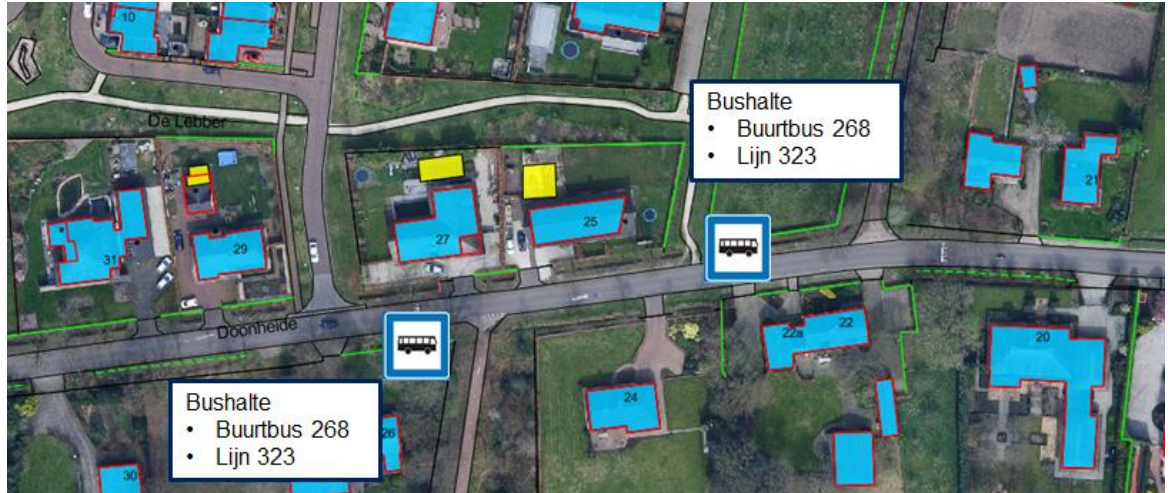 10
Bushalte
• Buurtbus 268
• Lijn 323
De Lebber
21
25
27
29
31
Doonheide
22
22a
20
24
Bushalte
• Buurtbus 268
• Lijn 323
26
30